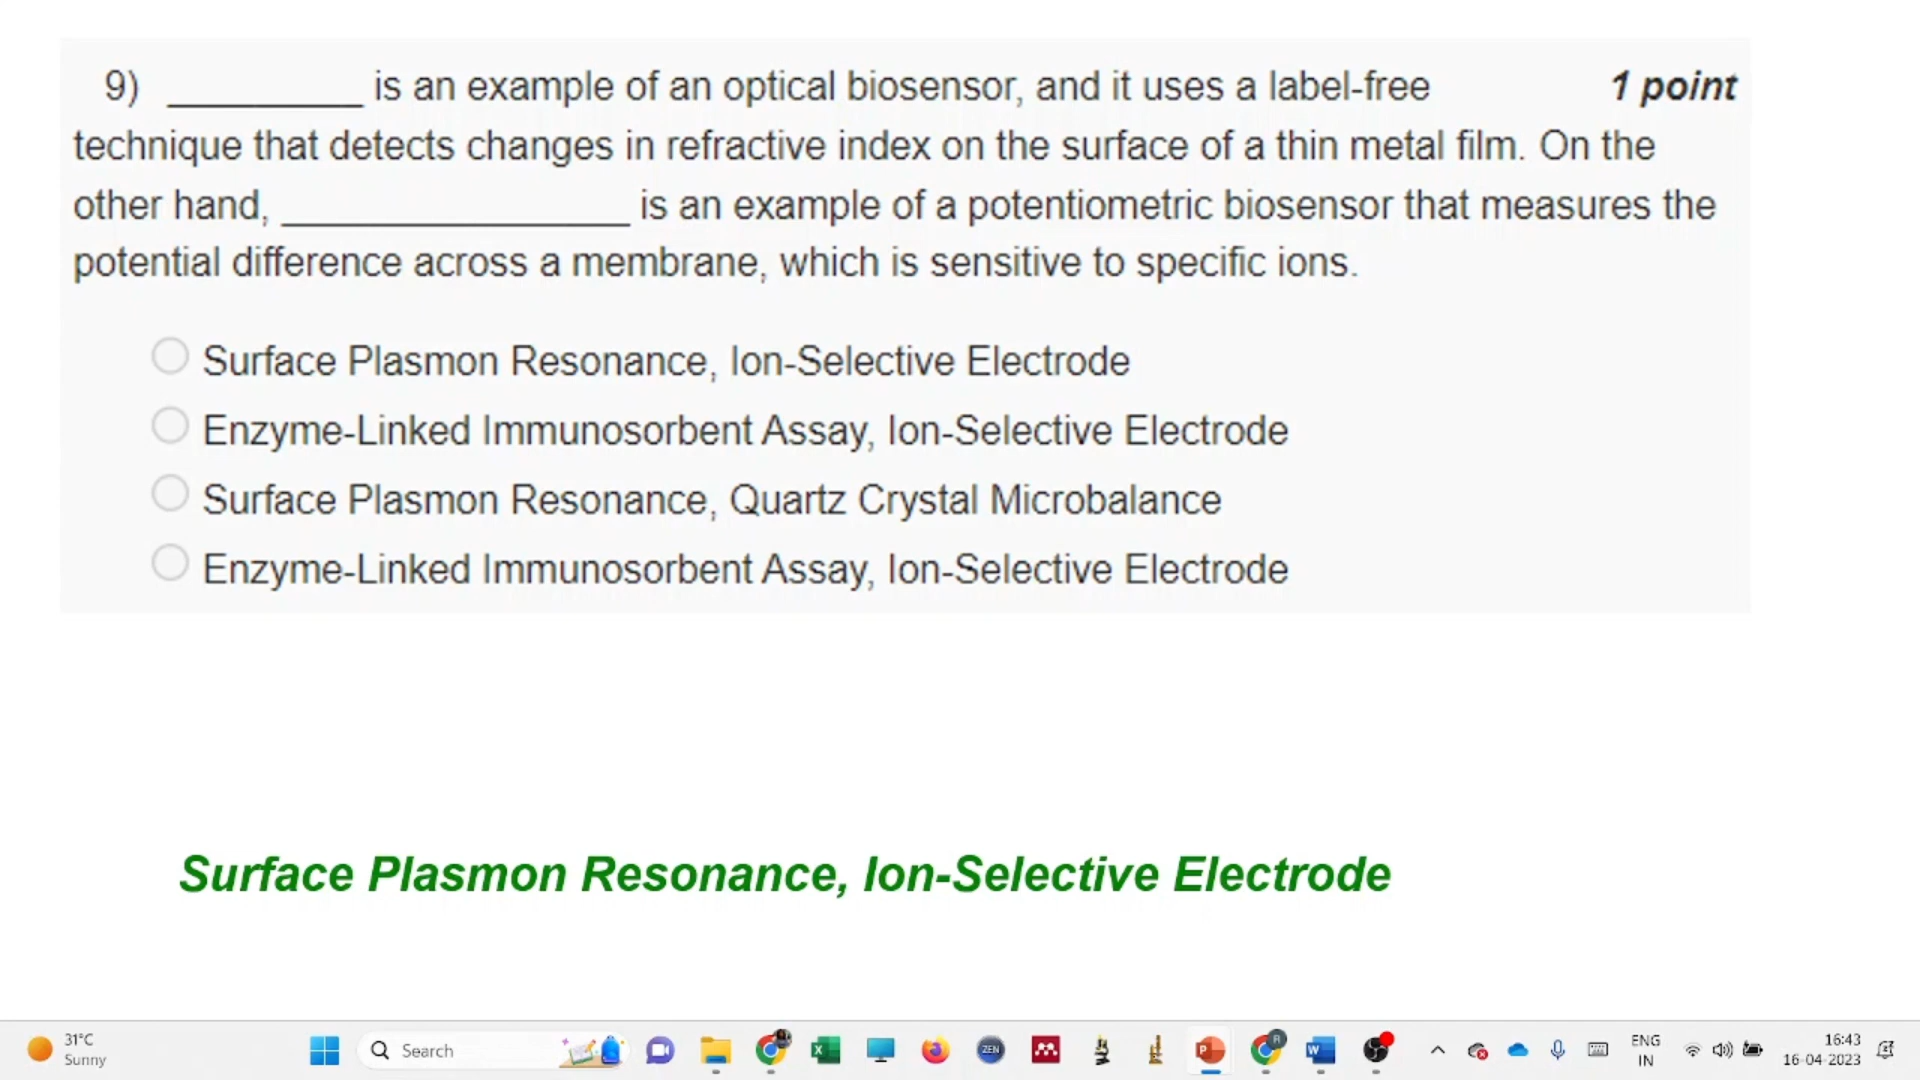 9) _________ is an example of an optical biosensor, and it uses a label-free 1 point
technique that detects changes in refractive index on the surface of a thin metal film. On the
other hand, ________________ is an example of a potentiometric biosensor that measures the
potential difference across a membrane, which is sensitive to specific ions.
Surface Plasmon Resonance, Ion-Selective Electrode
Enzyme-Linked Immunosorbent Assay, Ion-Selective Electrode
Surface Plasmon Resonance, Quartz Crystal Microbalance
Enzyme-Linked Immunosorbent Assay, Ion-Selective Electrode
Surface Plasmon Resonance, Ion-Selective Electrode
31°C
Sunny
Search
ZEN
ENG
IN
16:43
16-04-2023